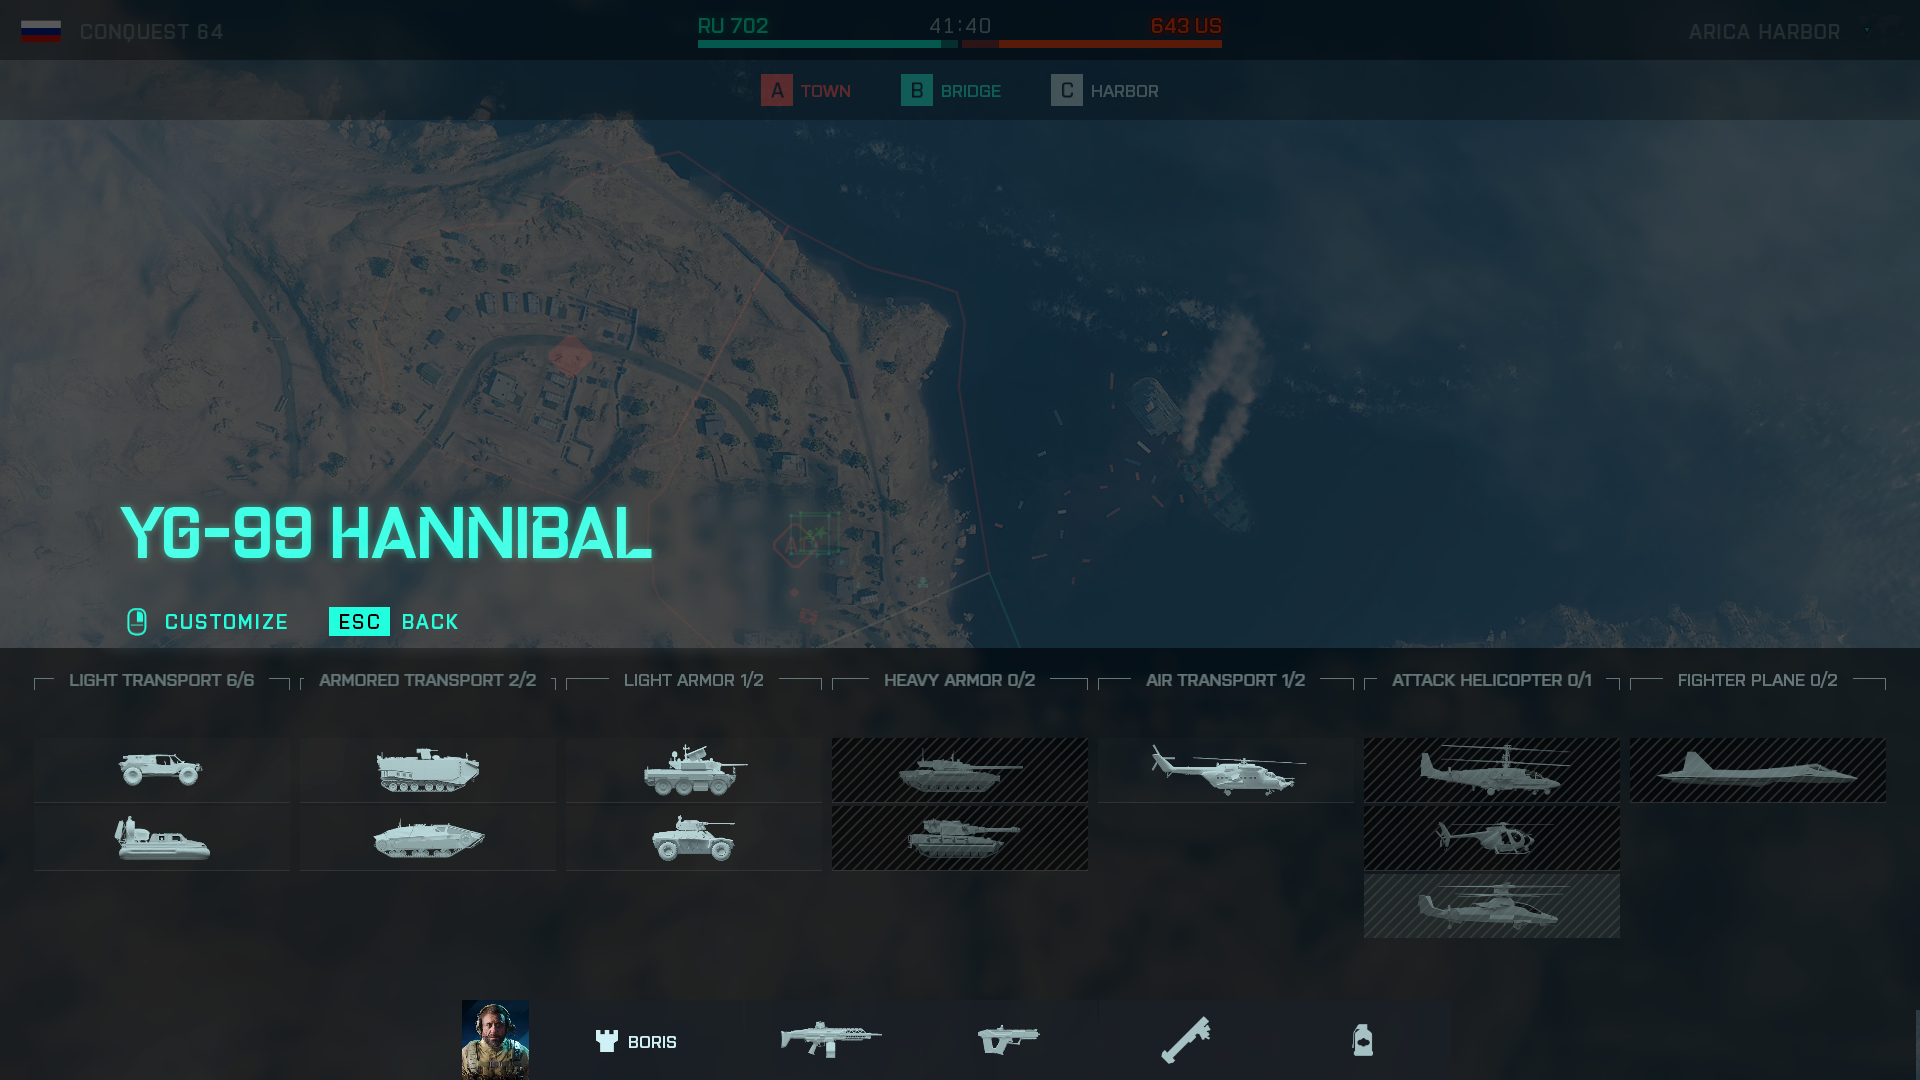 CONQUEST 64
RU 702
41:40
643 US
ARICA HARBOR
A TOWN
B BRIDGE
C HARBOR
YG-99 HANNIBAL
CUSTOMIZE
ESC BACK
LIGHT TRANSPORT 6/6
ARMORED TRANSPORT 2/2
LIGHT ARMOR 1/2
HEAVY ARMOR 0/2
AIR TRANSPORT 1/2
ATTACK HELICOPTER 0/1
FIGHTER PLANE 0/2
BORIS